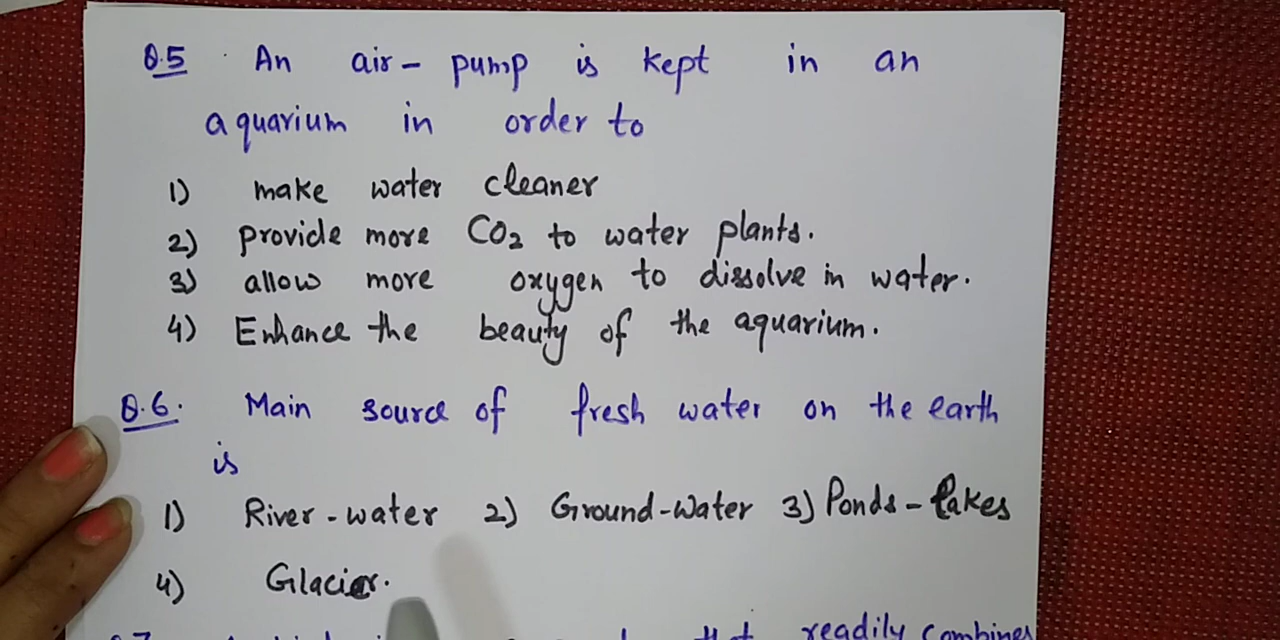 Q.5 An air-pump is kept in an
aquarium in order to
1) make water cleaner
2) provide more CO2 to water plants.
3) allow more oxygen to dissolve in water.
4) Enhance the beauty of the aquarium.
Q.6. Main source of fresh water on the earth
is
1) River-water 2) Ground-Water 3) Ponds-Lakes
4) Glacier.
that readily combines